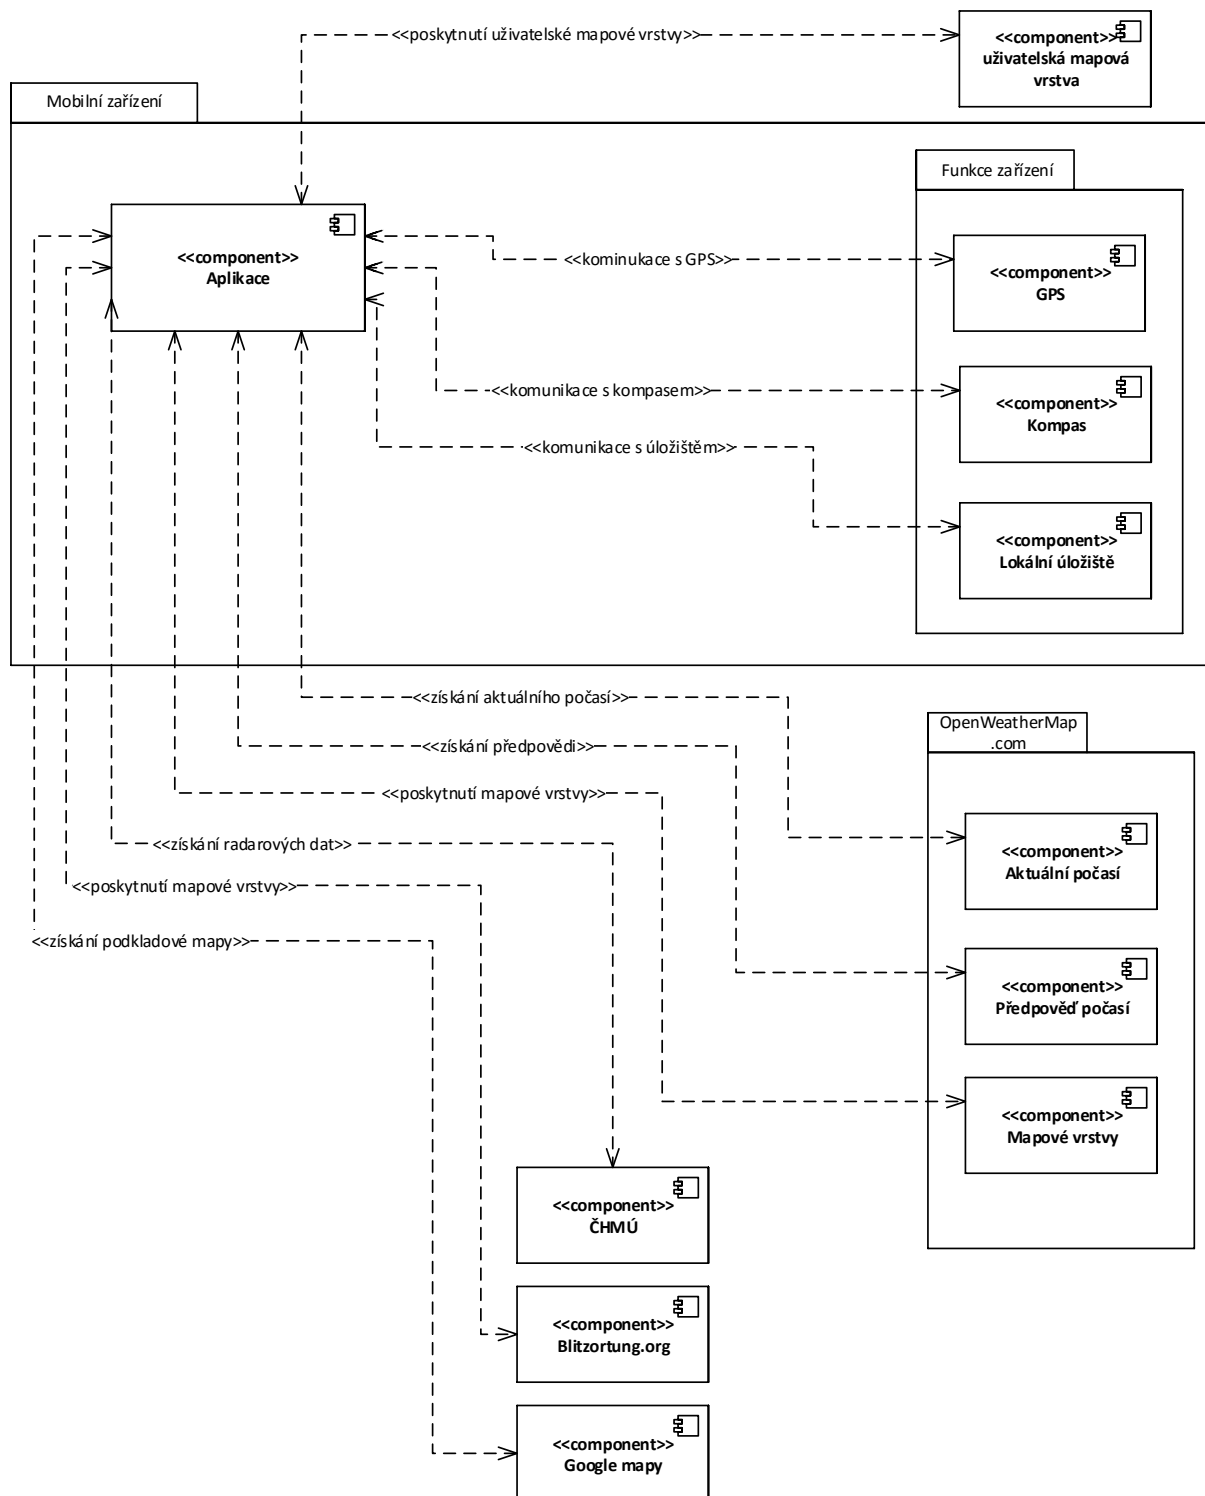 <<poskytnutí uživatelské mapové vrstvy>>
<<component>>
uživatelská mapová
vrstva
Mobilní zařízení
Funkce zařízení
<<component>>
Aplikace
<<kominukace s GPS>>
<<component>>
GPS
<<komunikace s kompasem>>
<<component>>
Kompas
<<komunikace s úložištěm>>
<<component>>
Lokální úložiště
<<získání aktuálního počasí>>
OpenWeatherMap
.com
<<získání předpovědi>>
<<poskytnutí mapové vrstvy>>
<<získání radarových dat>>
<<component>>
Aktuální počasí
<<poskytnutí mapové vrstvy>>
<<získání podkladové mapy>>
<<component>>
Předpověď počasí
<<component>>
Mapové vrstvy
<<component>>
ČHMÚ
<<component>>
Blitzortung.org
<<component>>
Google mapy